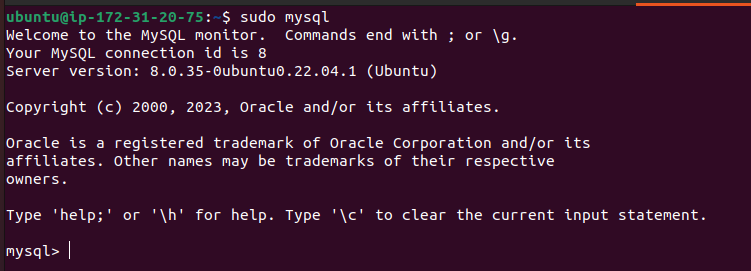 ubuntu@ip-172-31-20-75:~$ sudo mysql
Welcome to the MySQL monitor.  Commands end with ; or \g.
Your MySQL connection id is 8
Server version: 8.0.35-0ubuntu0.22.04.1 (Ubuntu)
Copyright (c) 2000, 2023, Oracle and/or its affiliates.
Oracle is a registered trademark of Oracle Corporation and/or its
affiliates. Other names may be trademarks of their respective
owners.
Type 'help;' or '\h' for help. Type '\c' to clear the current input statement.
mysql>